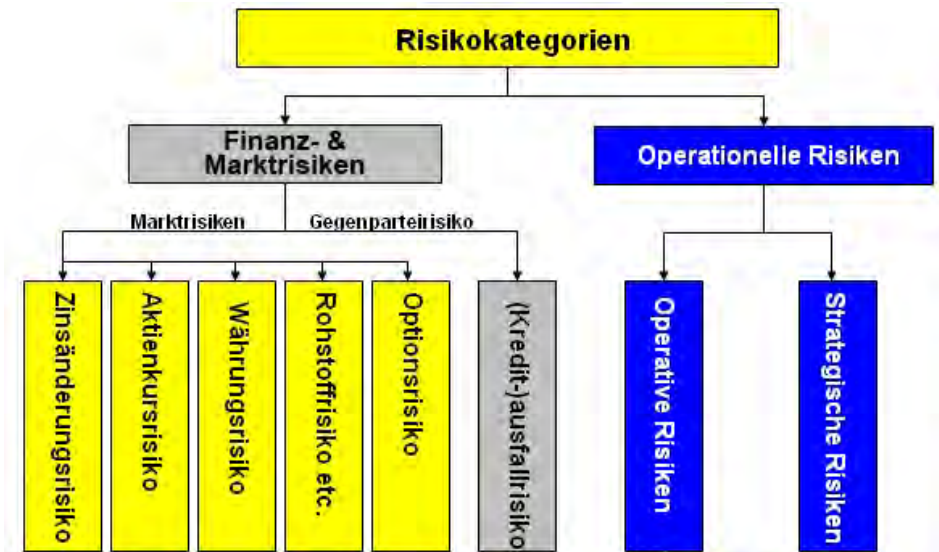 Risikokategorien
Finanz- &
Marktrisiken
Operationelle Risiken
Marktrisiken
Gegenparteirisiko
Zinsänderungsrisiko
Aktienkursrisiko
Währungsrisiko
Rohstoffrisiko etc.
Optionsrisiko
(Kredit-)ausfallrisiko
Operative Risiken
Strategische Risiken